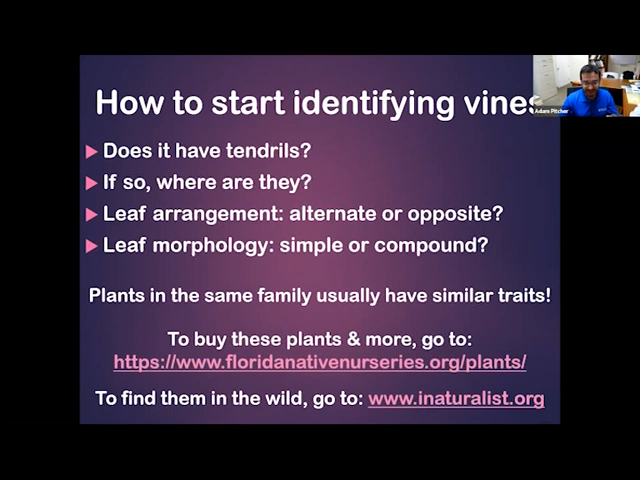 How to start identifying vines
Does it have tendrils?
If so, where are they?
Leaf arrangement: alternate or opposite?
Leaf morphology: simple or compound?
Plants in the same family usually have similar traits!
To buy these plants & more, go to:
https://www.floridanativenurseries.org/plants/
To find them in the wild, go to: www.inaturalist.org
Adam Pitcher